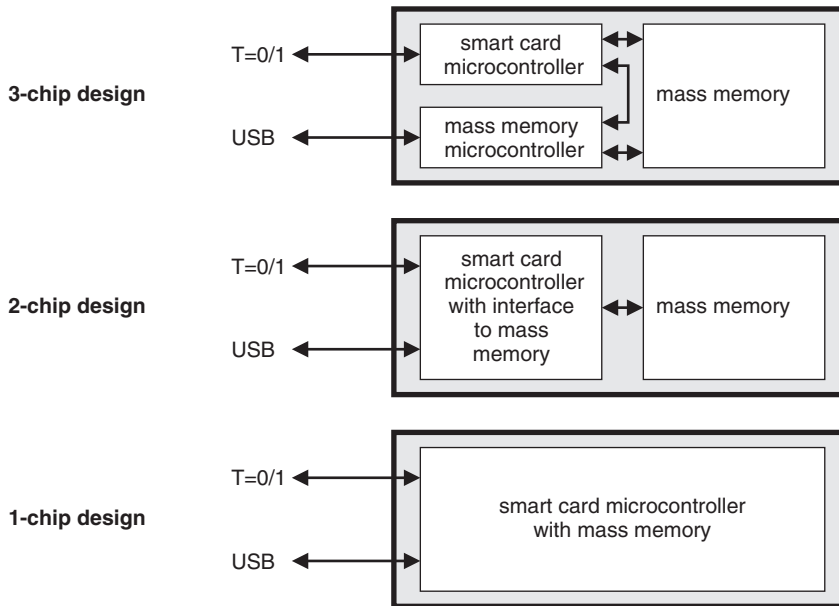 3-chip design
T=0/1
USB
smart card
microcontroller
mass memory
microcontroller
mass memory
2-chip design
T=0/1
USB
smart card
microcontroller
with interface
to mass
memory
mass memory
1-chip design
T=0/1
USB
smart card microcontroller
with mass memory